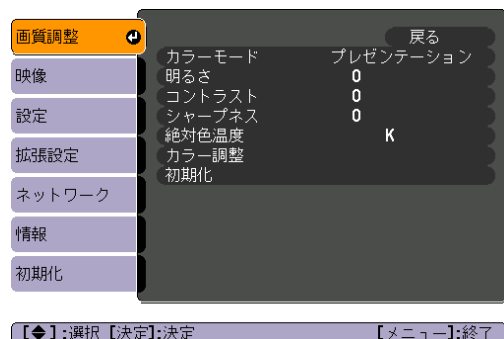 画質調整
映像
設定
拡張設定
ネットワーク
情報
初期化
戻る
カラーモード プレゼンテーション
明るさ 0
コントラスト 0
シャープネス 0
絶対色温度 K
カラー調整
初期化
【◆】:選択【決定】:決定 【メニュー】:終了